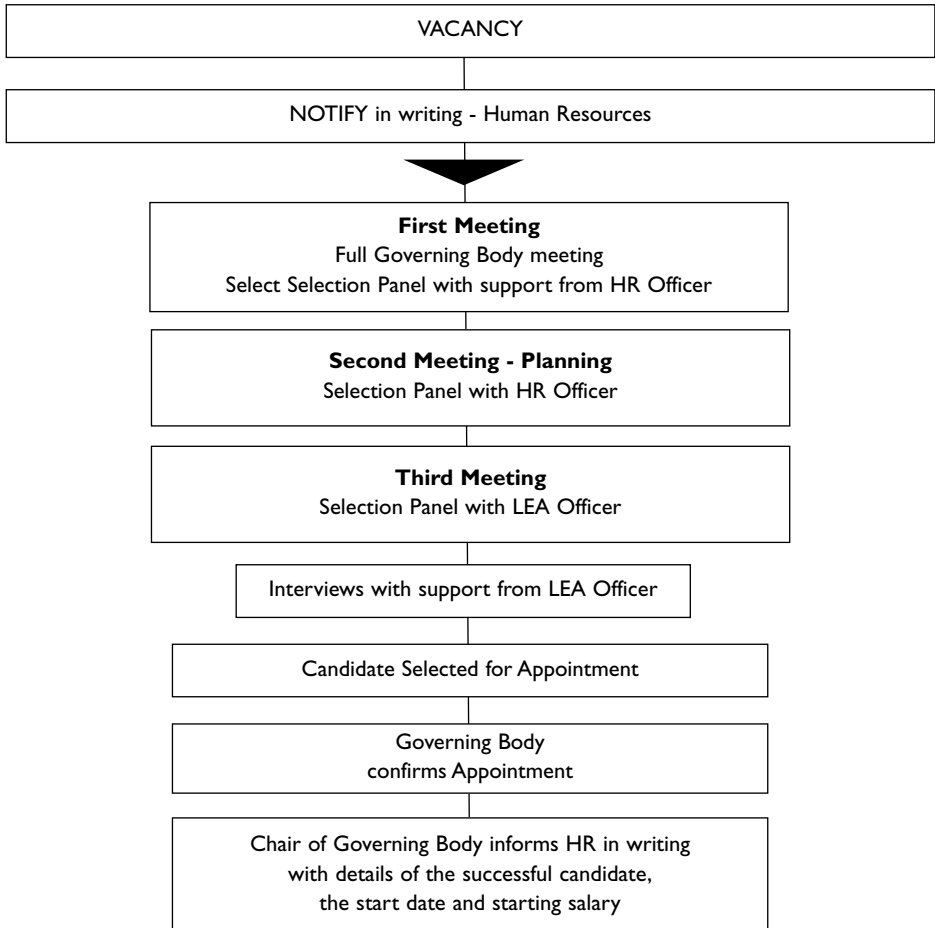 VACANCY
NOTIFY in writing - Human Resources
First Meeting
Full Governing Body meeting
Select Selection Panel with support from HR Officer
Second Meeting - Planning
Selection Panel with HR Officer
Third Meeting
Selection Panel with LEA Officer
Interviews with support from LEA Officer
Candidate Selected for Appointment
Governing Body
confirms Appointment
Chair of Governing Body informs HR in writing
with details of the successful candidate,
the start date and starting salary